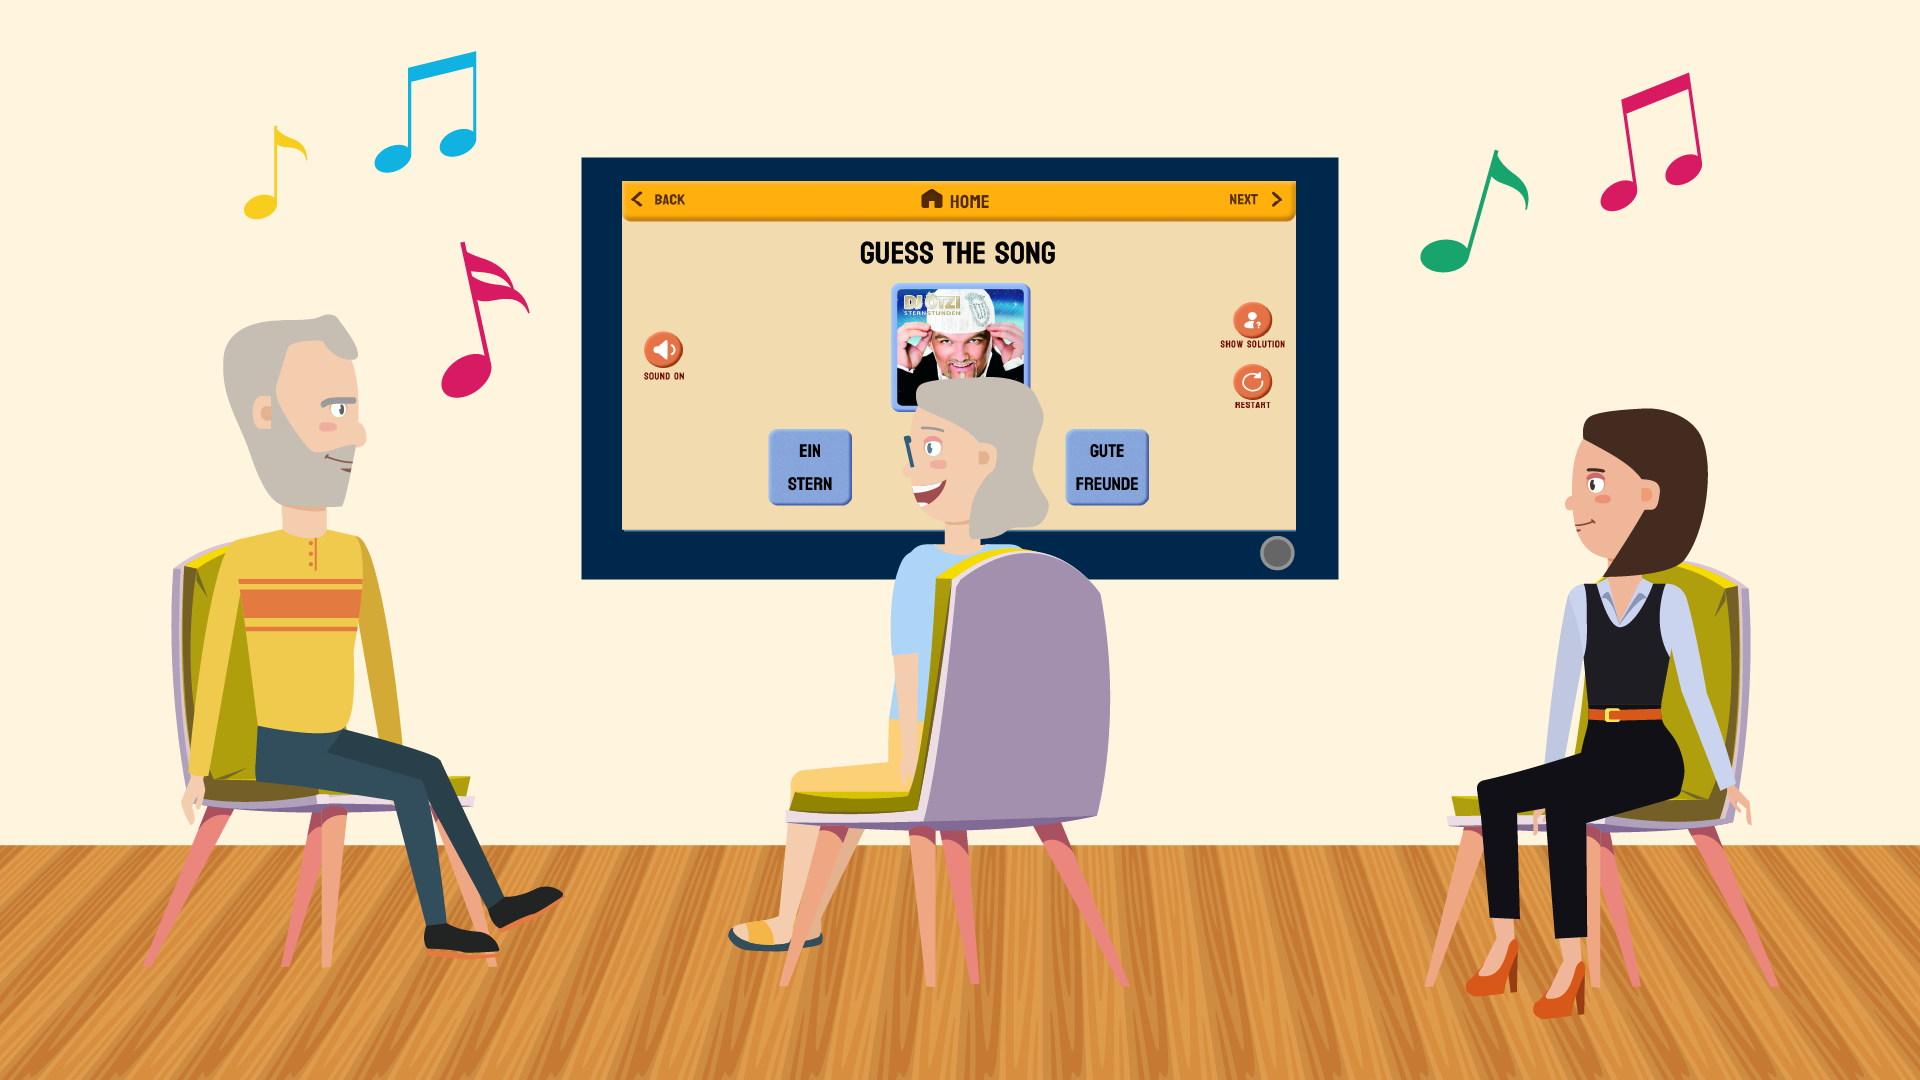 BACK
HOME
NEXT
GUESS THE SONG
DJ ÖTZI
STERNSTUNDEN
SOUND ON
SHOW SOLUTION
RESTART
EIN
STERN
GUTE
FREUNDE